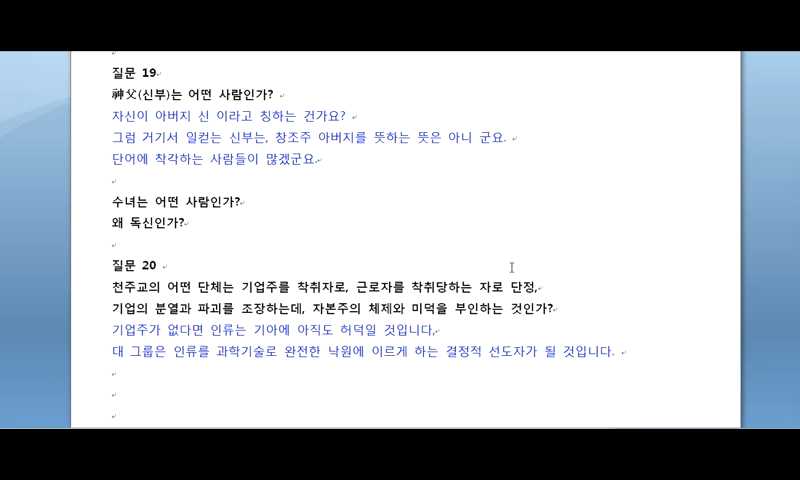 질문 19
神父(신부)는 어떤 사람인가?
자신이 아버지 신 이라고 칭하는 건가요?
그럼 거기서 일컫는 신부는, 창조주 아버지를 뜻하는 뜻은 아니 군요.
단어에 착각하는 사람들이 많겠군요.
수녀는 어떤 사람인가?
왜 독신인가?
질문 20
천주교의 어떤 단체는 기업주를 착취자로, 근로자를 착취당하는 자로 단정,
기업의 분열과 파괴를 조장하는데, 자본주의 체제와 미덕을 부인하는 것인가?
기업주가 없다면 인류는 기아에 아직도 허덕일 것입니다,
대 그룹은 인류를 과학기술로 완전한 낙원에 이르게 하는 결정적 선도자가 될 것입니다.